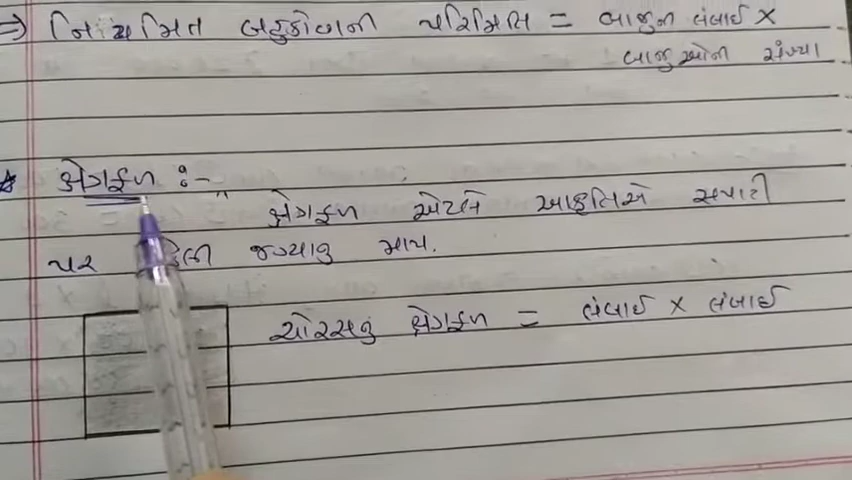 ⇒ નિયમિત બહુકોણની પરિમિતિ = બાજુની લંબાઈ ×
બાજુઓની સંખ્યા
* ક્ષેત્રફળ :-
ક્ષેત્રફળ એટલે આકૃતિએ સપાટી
પર જગ્યાનું માપ.
ચોરસનું ક્ષેત્રફળ = લંબાઈ × લંબાઈ